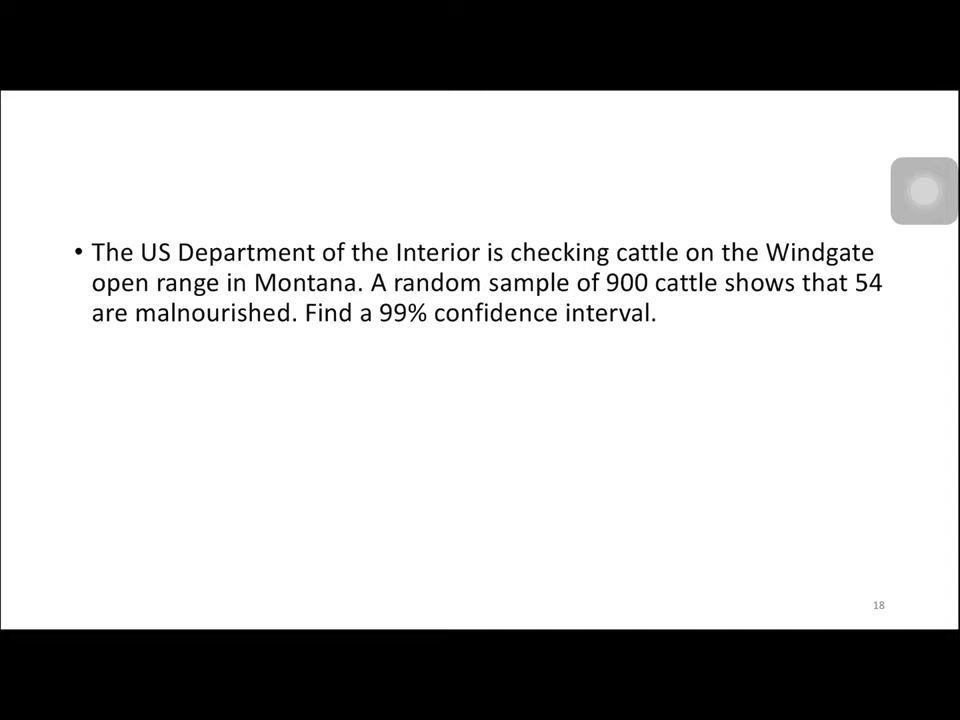 • The US Department of the Interior is checking cattle on the Windgate
open range in Montana. A random sample of 900 cattle shows that 54
are malnourished. Find a 99% confidence interval.
18